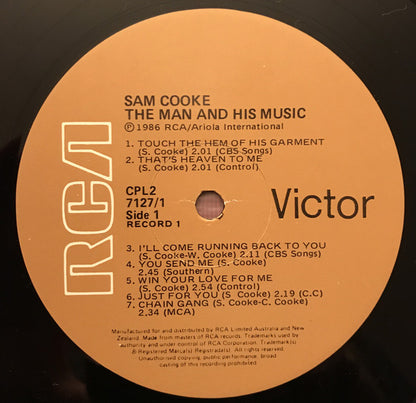 RCA
SAM COOKE
THE MAN AND HIS MUSIC
Ⓟ1986 RCA/Ariola International
1. TOUCH THE HEM OF HIS GARMENT
(S. Cooke) 2.01 (CBS Songs)
2. THAT'S HEAVEN TO ME
(S. Cooke) 2.01 (Control)
CPL2
7127/1
Side 1
RECORD 1
Victor
3. I'LL COME RUNNING BACK TO YOU
(S. Cooke-W. Cook) 2.11 (CBS Songs)
4. YOU SEND ME (S. Cooke)
2.45 (Southern)
5. WIN YOUR LOVE FOR ME
(S. Cooke) 2.54 (Control)
6. JUST FOR YOU (S Cooke) 2.19 (C.C)
7. CHAIN GANG (S. Cooke-C. Cooke)
2.34 (MCA)
Manufactured for and distributed by RCA Limited Australia and New
Zealand. Made from masters of RCA records. Trademarks used by
authority and under control of RCA Corporation. Trademarks Is
® Registered Marca(s) Registrada(s). All rights reserved.
Unauthorised copying, public performance, broad
casting of this recording prohibited.